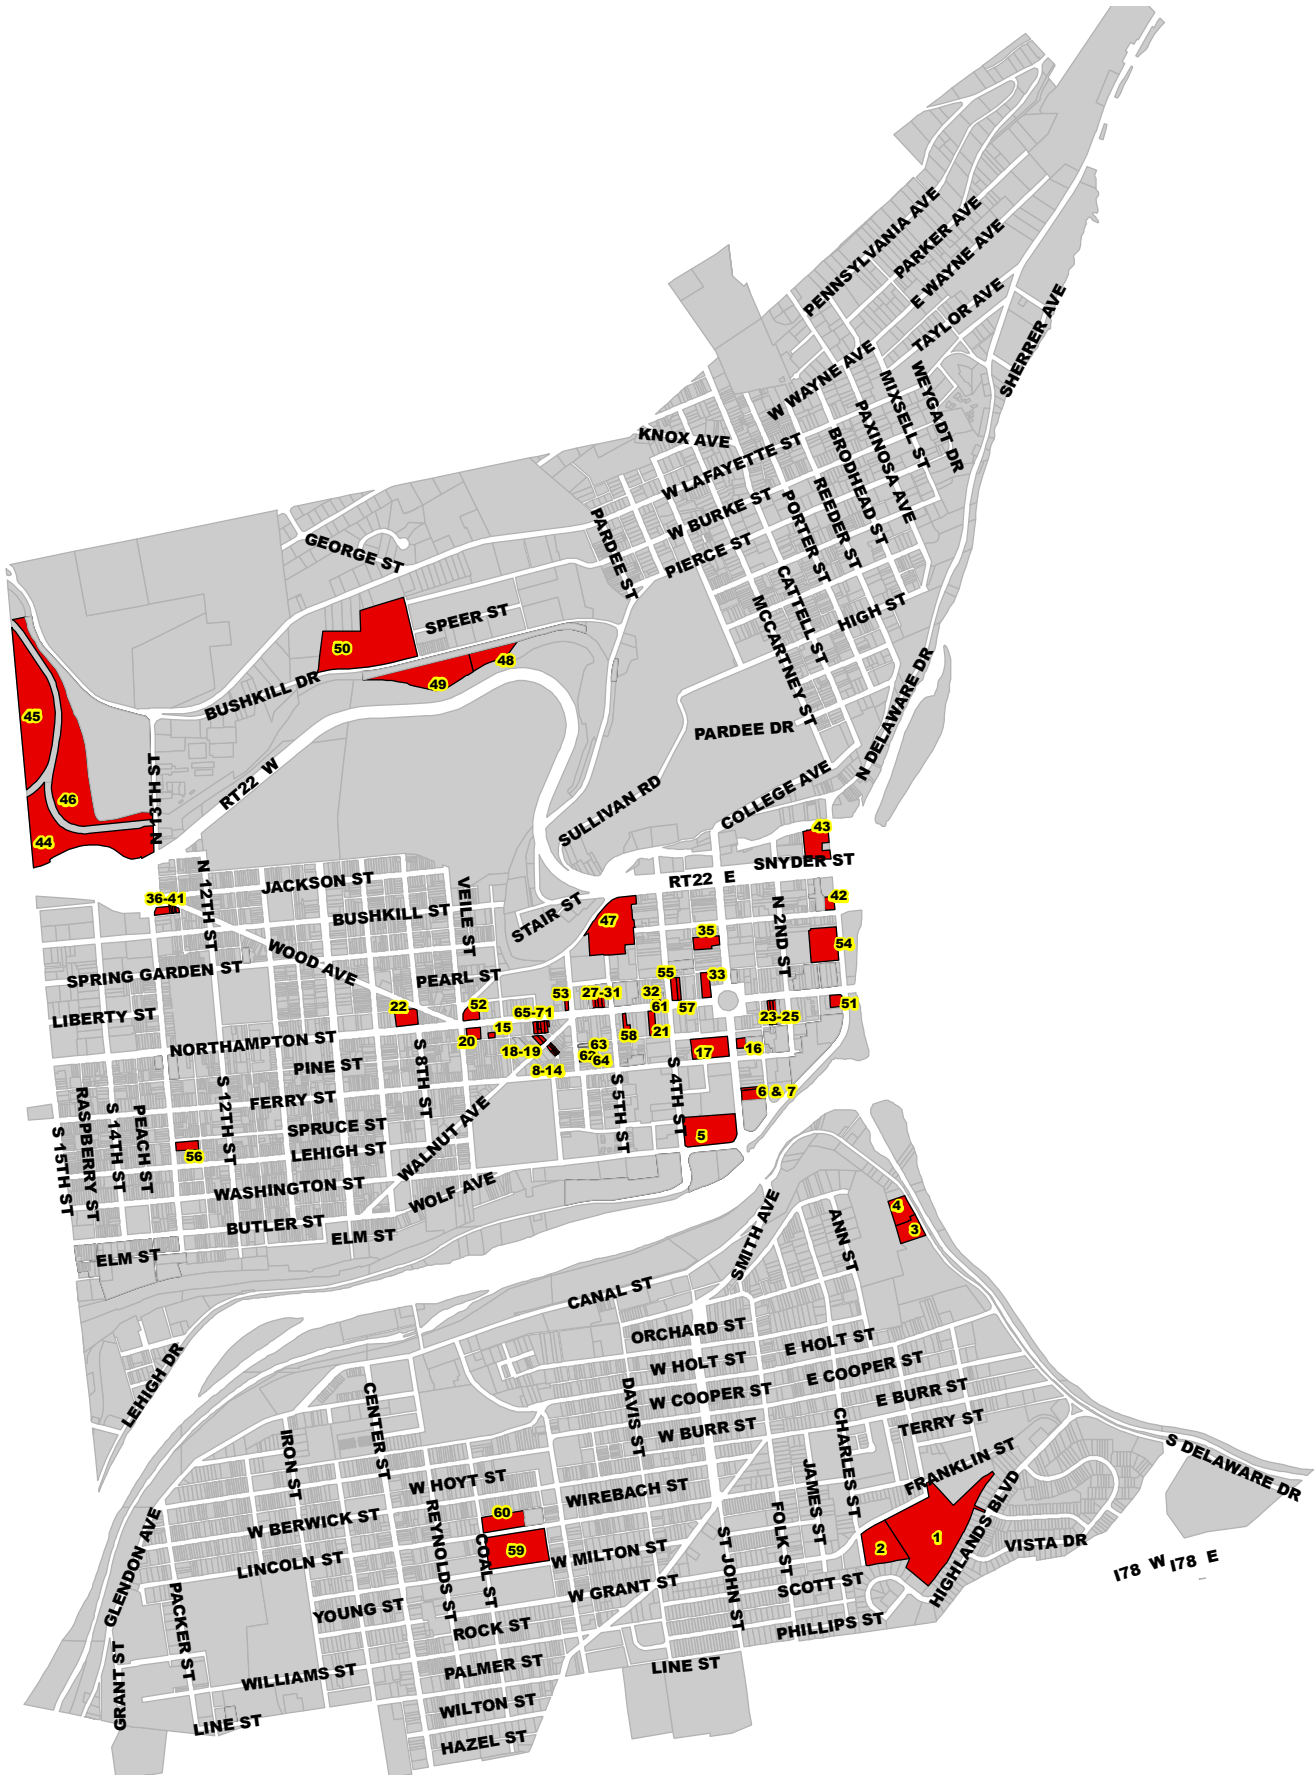 PENNSYLVANIA AVE
PARKER AVE
E WAYNE AVE
TAYLOR AVE
SHERRER AVE
W WAYNE AVE
WEYGADT DR
MIXSELL ST
PAXINOSA AVE
BRODHEAD ST
KNOX AVE
W LAFAYETTE ST
REEDER ST
W BURKE ST
PORTER ST
PARDEE ST
PIERCE ST
GEORGE ST
CATTELL ST
HIGH ST
MCCARTNEY ST
SPEER ST
50
48
49
BUSHKILL DR
N DELAWARE DR
45
PARDEE DR
46
N 13TH ST
RT22 W
SULLIVAN RD
COLLEGE AVE
44
43
SNYDER ST
RT22 E
N 12TH ST
JACKSON ST
VEILE ST
36-41
BUSHKILL ST
STAIR ST
47
N 2ND ST
42
35
54
WOOD AVE
SPRING GARDEN ST
PEARL ST
55
33
LIBERTY ST
22
52
53
27-31
32
57
51
65-71
61
23-25
NORTHAMPTON ST
20
15
58
21
18-19
63
62
64
17
16
PINE ST
S 8TH ST
8-14
S 12TH ST
FERRY ST
S 5TH ST
S 4TH ST
6 & 7
RASPBERRY ST
S 14TH ST
PEACH ST
SPRUCE ST
WALNUT AVE
5
S 15TH ST
56
LEHIGH ST
WASHINGTON ST
WOLF AVE
BUTLER ST
ELM ST
ELM ST
SMITH AVE
ANN ST
4
3
CANAL ST
ORCHARD ST
E HOLT ST
W HOLT ST
LEHIGH DR
E COOPER ST
W COOPER ST
CENTER ST
DAVIS ST
E BURR ST
W BURR ST
TERRY ST
CHARLES ST
IRON ST
S DELAWARE DR
FRANKLIN ST
JAMES ST
W HOYT ST
WIREBACH ST
HIGHLANDS BLVD
GLENDON AVE
W BERWICK ST
REYNOLDS ST
60
FOLK ST
COAL ST
59
ST JOHN ST
1
2
VISTA DR
LINCOLN ST
W MILTON ST
I78 W
I78 E
PACKER ST
W GRANT ST
SCOTT ST
YOUNG ST
ROCK ST
PHILLIPS ST
GRANT ST
WILLIAMS ST
PALMER ST
LINE ST
WILTON ST
LINE ST
HAZEL ST